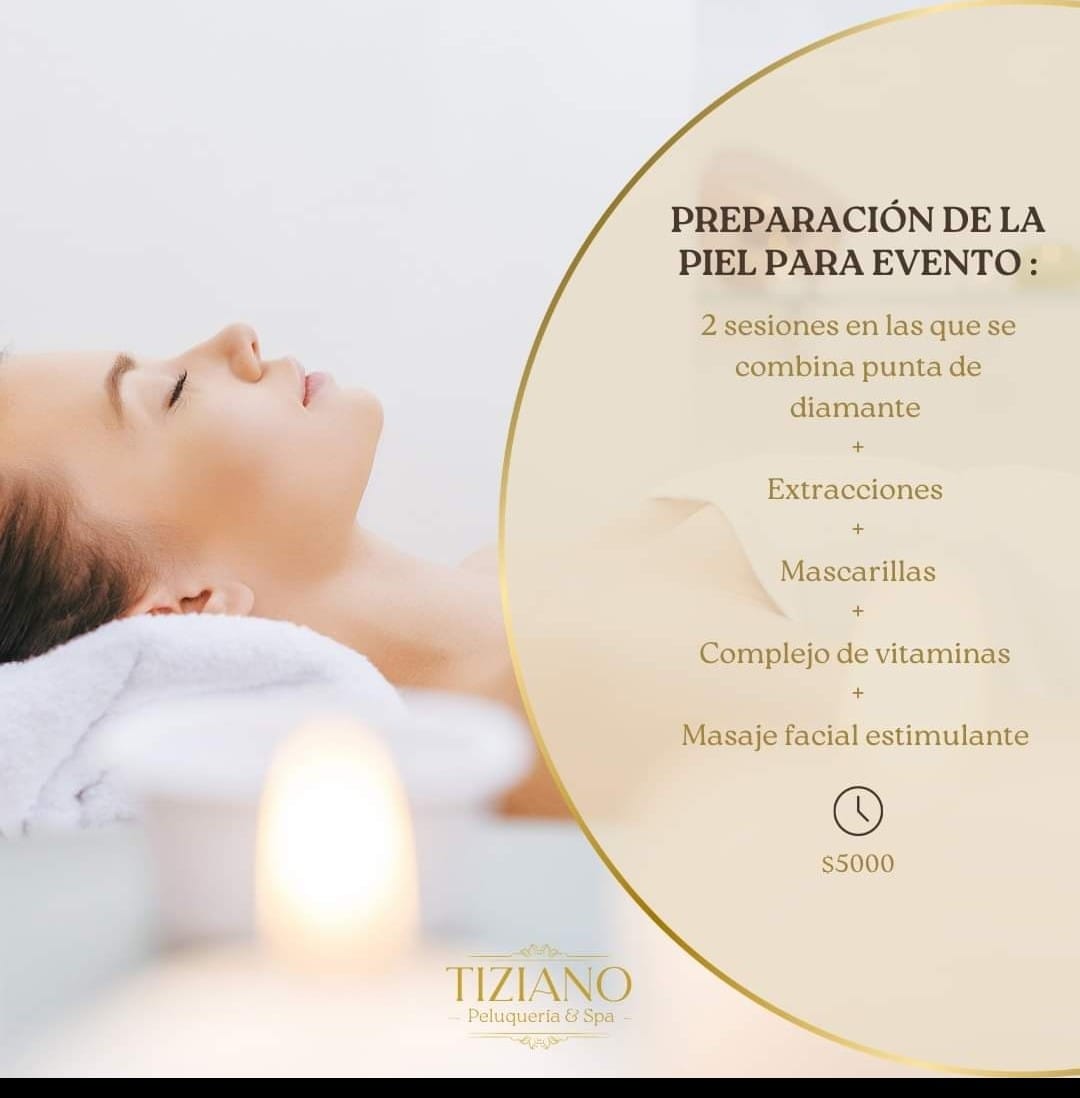 PREPARACIÓN DE LA
PIEL PARA EVENTO :
2 sesiones en las que se
combina punta de
diamante
+
Extracciones
+
Mascarillas
+
Complejo de vitaminas
+
Masaje facial estimulante
$5000
TIZIANO
Peluquería & Spa